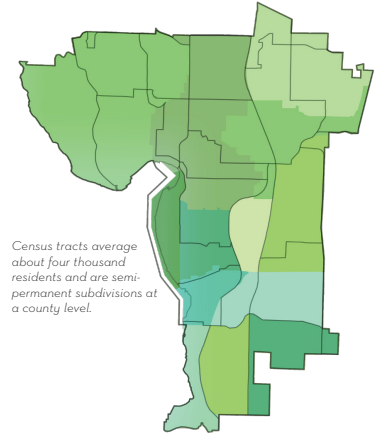 Census tracts average
about four thousand
residents and are semi-
permanent subdivisions at
a county level.